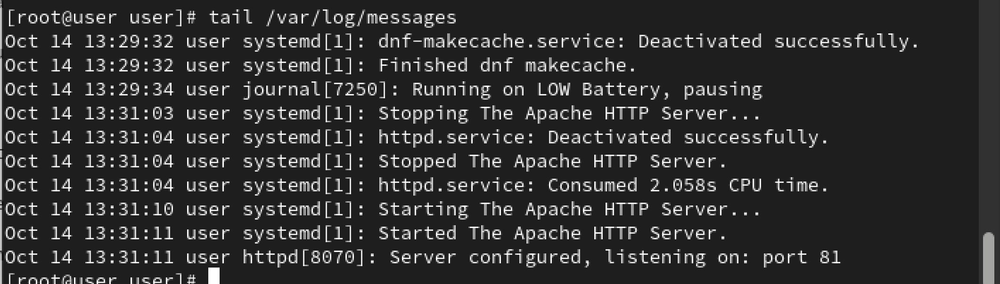 [root@user user]# tail /var/log/messages
Oct 14 13:29:32 user systemd[1]: dnf-makecache.service: Deactivated successfully.
Oct 14 13:29:32 user systemd[1]: Finished dnf makecache.
Oct 14 13:29:34 user journal[7250]: Running on LOW Battery, pausing
Oct 14 13:31:03 user systemd[1]: Stopping The Apache HTTP Server...
Oct 14 13:31:04 user systemd[1]: httpd.service: Deactivated successfully.
Oct 14 13:31:04 user systemd[1]: Stopped The Apache HTTP Server.
Oct 14 13:31:04 user systemd[1]: httpd.service: Consumed 2.058s CPU time.
Oct 14 13:31:10 user systemd[1]: Starting The Apache HTTP Server...
Oct 14 13:31:11 user systemd[1]: Started The Apache HTTP Server.
Oct 14 13:31:11 user httpd[8070]: Server configured, listening on: port 81
[root@user user]#